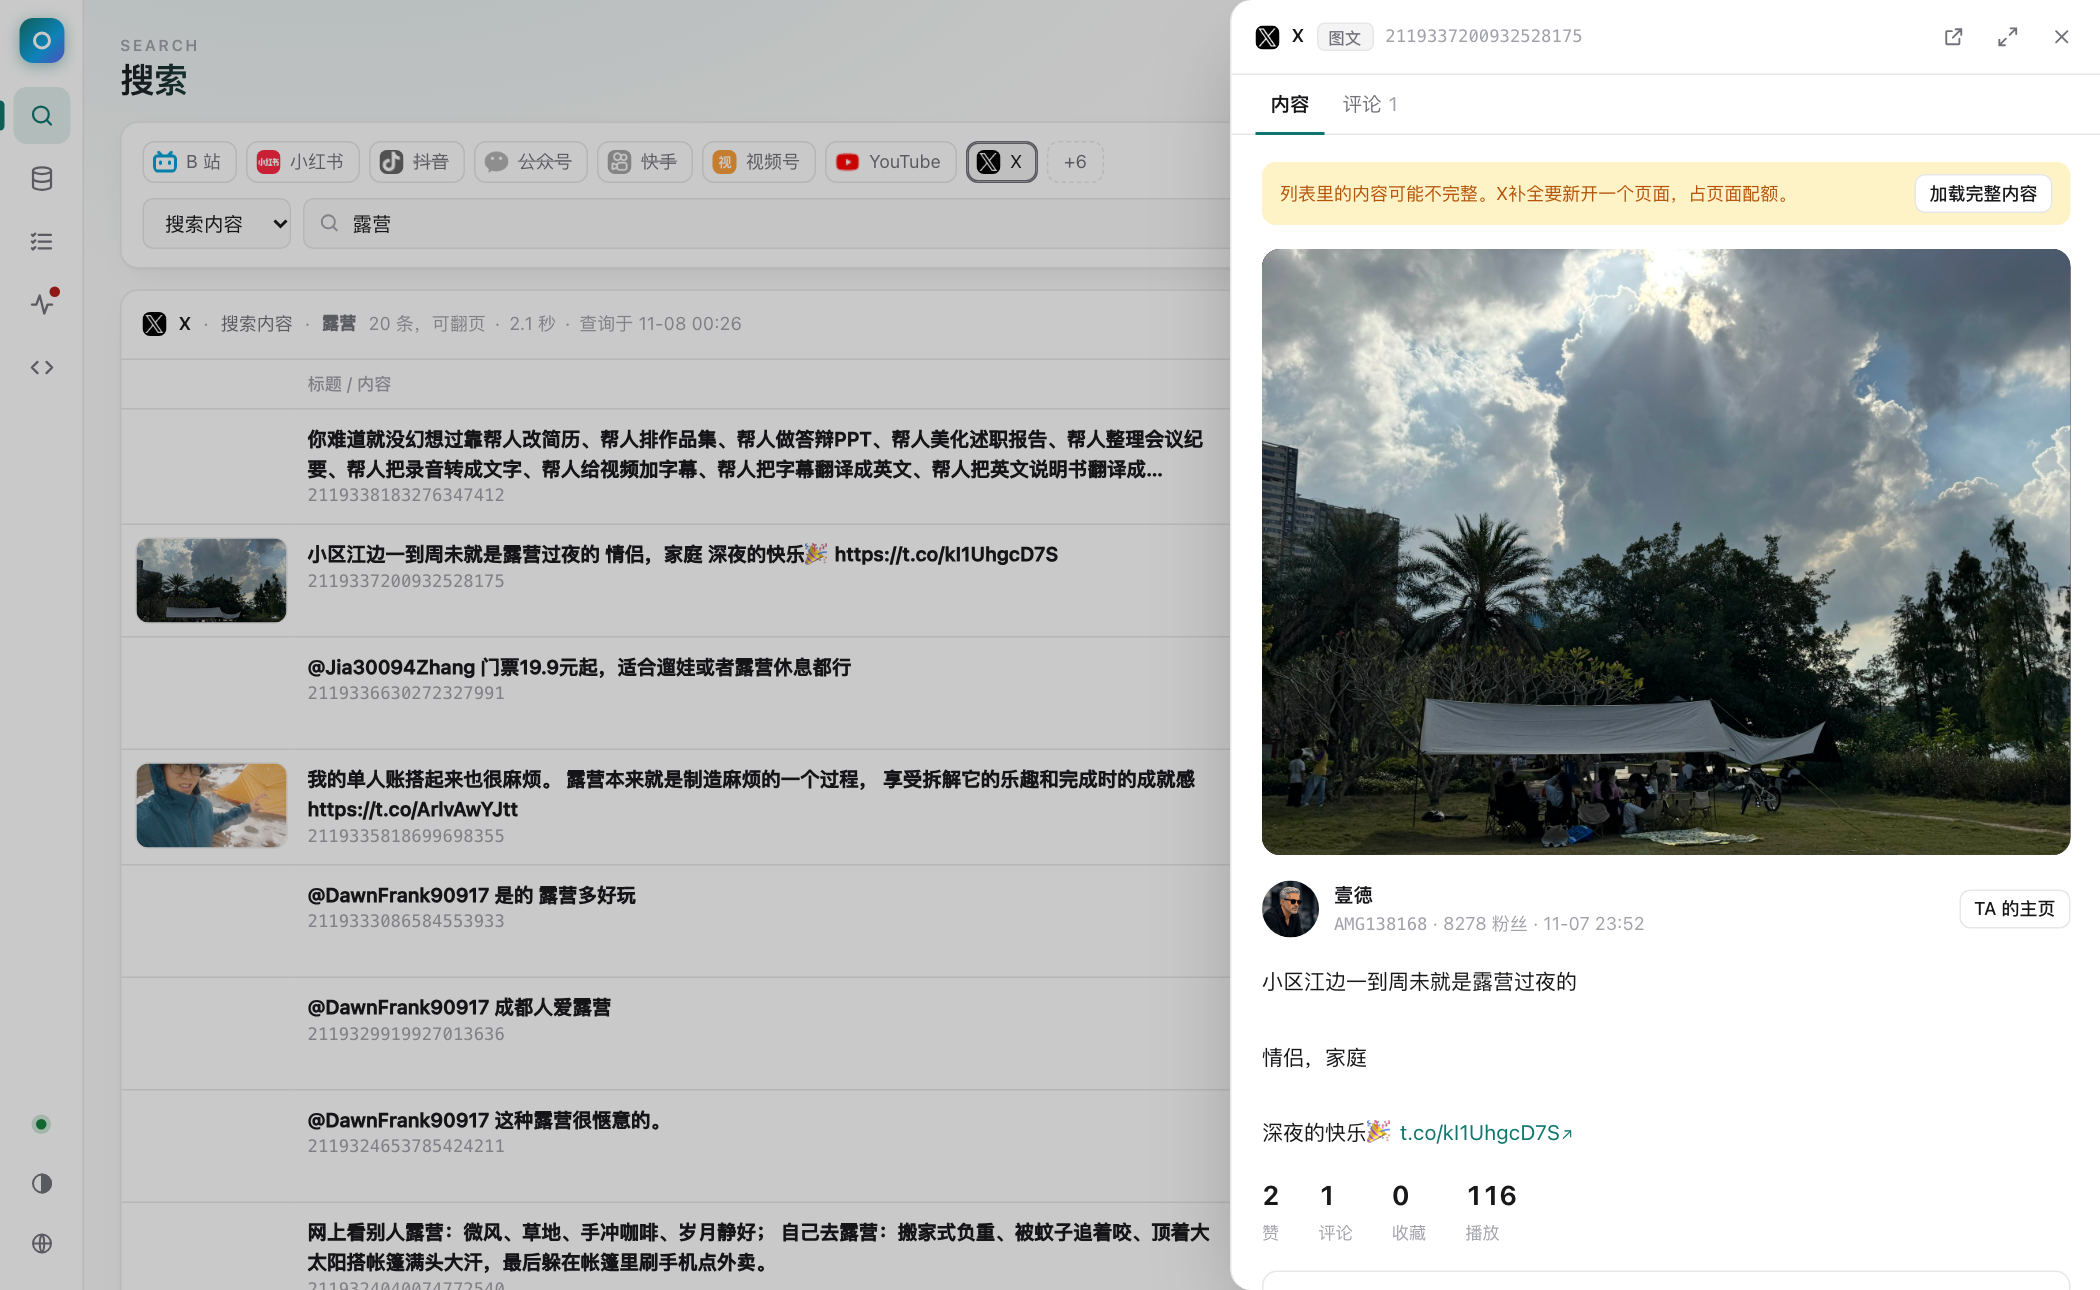 SEARCH
搜索
B 站
小红书
抖音
公众号
快手
视频号
YouTube
X
+6
搜索内容
露营
X · 搜索内容 · 露营 20 条，可翻页 · 2.1 秒 · 查询于 11-08 00:26
标题 / 内容
你难道就没幻想过靠帮人改简历、帮人排作品集、帮人做答辩PPT、帮人美化述职报告、帮人整理会议纪
要、帮人把录音转成文字、帮人给视频加字幕、帮人把字幕翻译成英文、帮人把英文说明书翻译成...
2119338183276347412
小区江边一到周未就是露营过夜的 情侣，家庭 深夜的快乐🎉 https://t.co/kI1UhgcD7S
2119337200932528175
@Jia30094Zhang 门票19.9元起，适合遛娃或者露营休息都行
2119336630272327991
我的单人账搭起来也很麻烦。 露营本来就是制造麻烦的一个过程， 享受拆解它的乐趣和完成时的成就感
https://t.co/ArIvAwYJtt
2119335818699698355
@DawnFrank90917 是的 露营多好玩
2119333086584553933
@DawnFrank90917 成都人爱露营
2119329919927013636
@DawnFrank90917 这种露营很惬意的。
2119324653785424211
网上看别人露营：微风、草地、手冲咖啡、岁月静好； 自己去露营：搬家式负重、被蚊子追着咬、顶着大
太阳搭帐篷满头大汗，最后躲在帐篷里刷手机点外卖。
2119324040074772540
X 图文 2119337200932528175
内容
评论 1
列表里的内容可能不完整。X补全要新开一个页面，占页面配额。
加载完整内容
壹德
AMG138168 · 8278 粉丝 · 11-07 23:52
TA 的主页
小区江边一到周未就是露营过夜的
情侣，家庭
深夜的快乐🎉 t.co/kI1UhgcD7S↗
2 1 0 116
赞 评论 收藏 播放